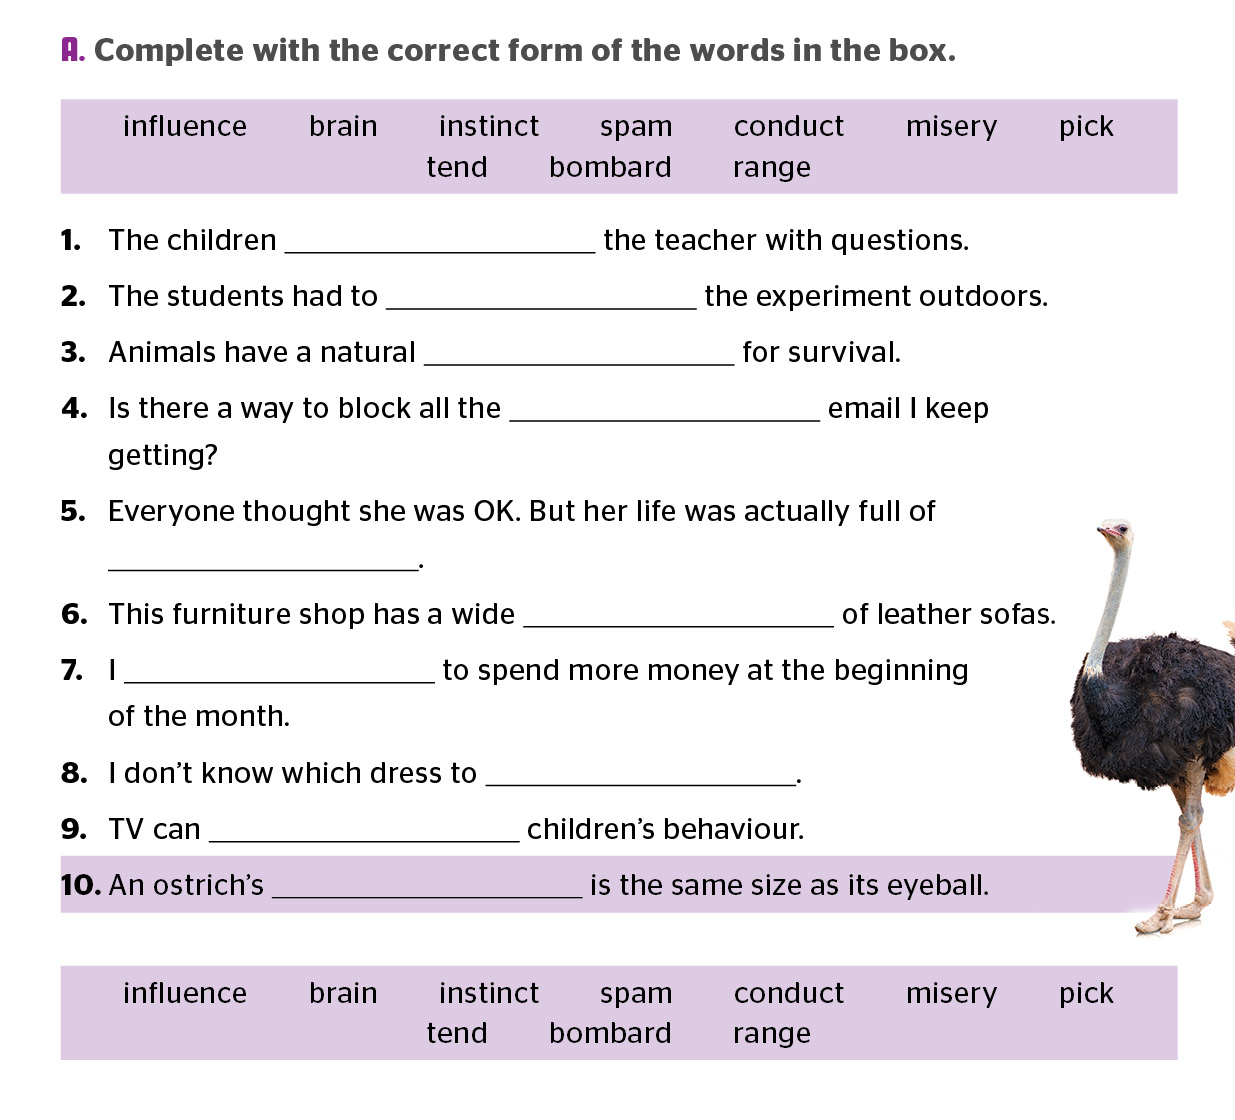 A. Complete with the correct form of the words in the box.
influence brain instinct spam conduct misery pick
tend bombard range
1. The children ____________________ the teacher with questions.
2. The students had to ____________________ the experiment outdoors.
3. Animals have a natural ____________________ for survival.
4. Is there a way to block all the ____________________ email I keep
getting?
5. Everyone thought she was OK. But her life was actually full of
____________________.
6. This furniture shop has a wide ____________________ of leather sofas.
7. I ____________________ to spend more money at the beginning
of the month.
8. I don’t know which dress to ____________________.
9. TV can ____________________ children’s behaviour.
10. An ostrich’s ____________________ is the same size as its eyeball.
influence brain instinct spam conduct misery pick
tend bombard range